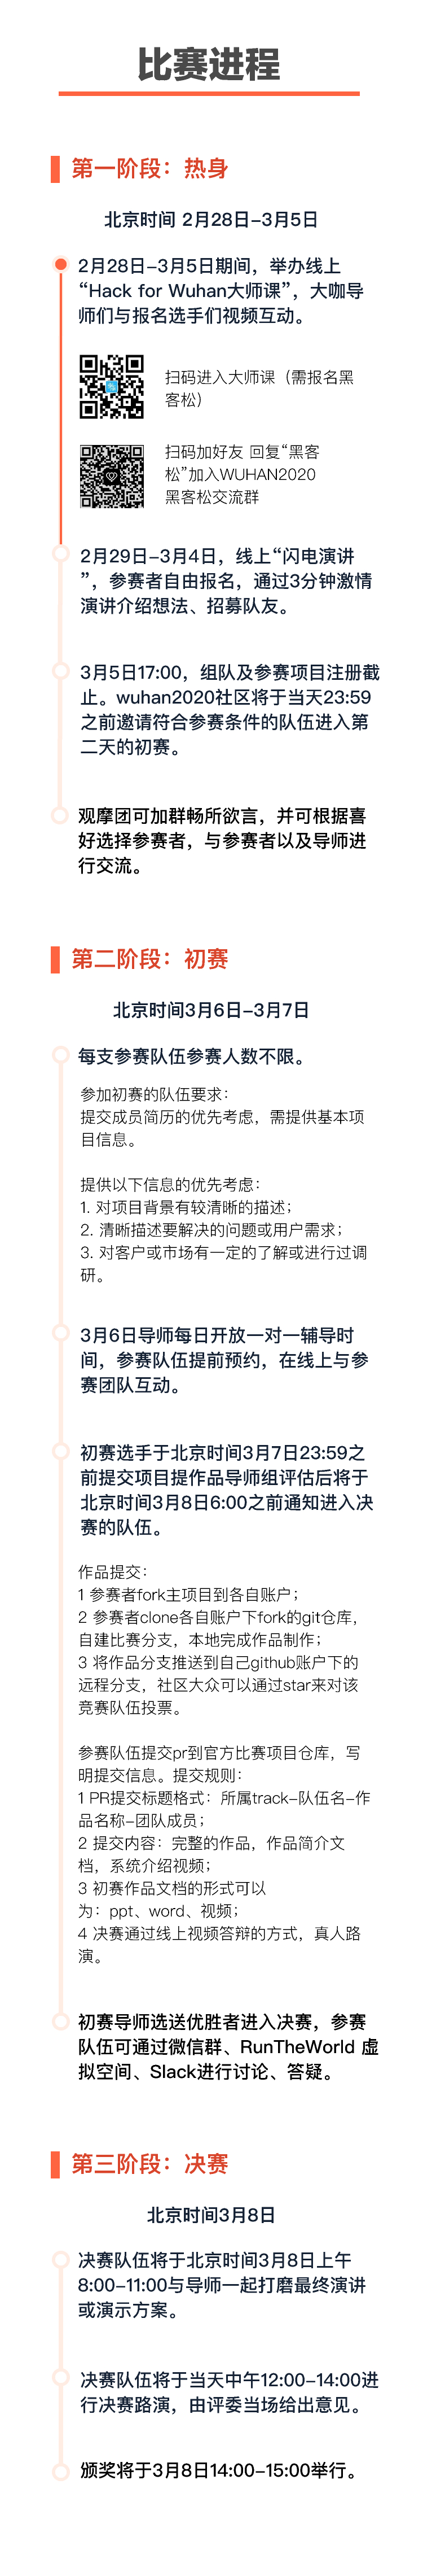 比赛进程
第一阶段：热身
北京时间 2月28日-3月5日
2月28日-3月5日期间，举办线上
“Hack for Wuhan大师课”，大咖导
师们与报名选手们视频互动。
扫码进入大师课（需报名黑
客松）
扫码加好友 回复“黑客
松”加入WUHAN2020
黑客松交流群
2月29日-3月4日，线上“闪电演讲
”，参赛者自由报名，通过3分钟激情
演讲介绍想法、招募队友。
3月5日17:00，组队及参赛项目注册截
止。wuhan2020社区将于当天23:59
之前邀请符合参赛条件的队伍进入第
二天的初赛。
观摩团可加群畅所欲言，并可根据喜
好选择参赛者，与参赛者以及导师进
行交流。
第二阶段：初赛
北京时间3月6日-3月7日
每支参赛队伍参赛人数不限。
参加初赛的队伍要求：
提交成员简历的优先考虑，需提供基本项
目信息。
提供以下信息的优先考虑：
1. 对项目背景有较清晰的描述；
2. 清晰描述要解决的问题或用户需求；
3. 对客户或市场有一定的了解或进行过调
研。
3月6日导师每日开放一对一辅导时
间，参赛队伍提前预约，在线上与参
赛团队互动。
初赛选手于北京时间3月7日23:59之
前提交项目提作品导师组评估后将于
北京时间3月8日6:00之前通知进入决
赛的队伍。
作品提交：
1 参赛者fork主项目到各自账户；
2 参赛者clone各自账户下fork的git仓库，
自建比赛分支，本地完成作品制作；
3 将作品分支推送到自己github账户下的
远程分支，社区大众可以通过star来对该
竞赛队伍投票。
参赛队伍提交pr到官方比赛项目仓库，写
明提交信息。提交规则：
1 PR提交标题格式：所属track-队伍名-作
品名称-团队成员；
2 提交内容：完整的作品，作品简介文
档，系统介绍视频；
3 初赛作品文档的形式可以
为：ppt、word、视频；
4 决赛通过线上视频答辩的方式，真人路
演。
初赛导师选送优胜者进入决赛，参赛
队伍可通过微信群、RunTheWorld 虚
拟空间、Slack进行讨论、答疑。
第三阶段：决赛
北京时间3月8日
决赛队伍将于北京时间3月8日上午
8:00-11:00与导师一起打磨最终演讲
或演示方案。
决赛队伍将于当天中午12:00-14:00进
行决赛路演，由评委当场给出意见。
颁奖将于3月8日14:00-15:00举行。